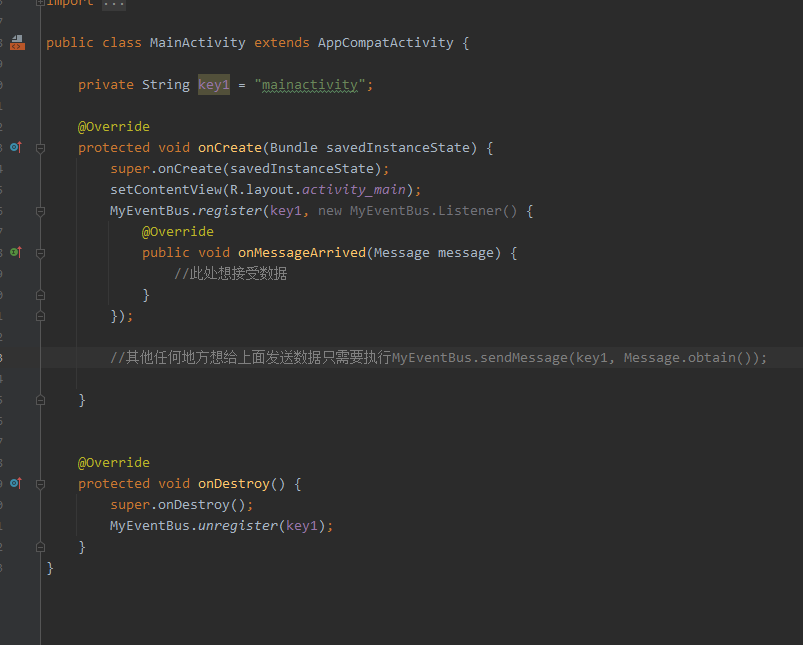 import ...
public class MainActivity extends AppCompatActivity {
private String key1 = "mainactivity";
@Override
protected void onCreate(Bundle savedInstanceState) {
super.onCreate(savedInstanceState);
setContentView(R.layout.activity_main);
MyEventBus.register(key1, new MyEventBus.Listener() {
@Override
public void onMessageArrived(Message message) {
//此处想接受数据
}
});
//其他任何地方想给上面发送数据只需要执行MyEventBus.sendMessage(key1, Message.obtain());
}
@Override
protected void onDestroy() {
super.onDestroy();
MyEventBus.unregister(key1);
}
}